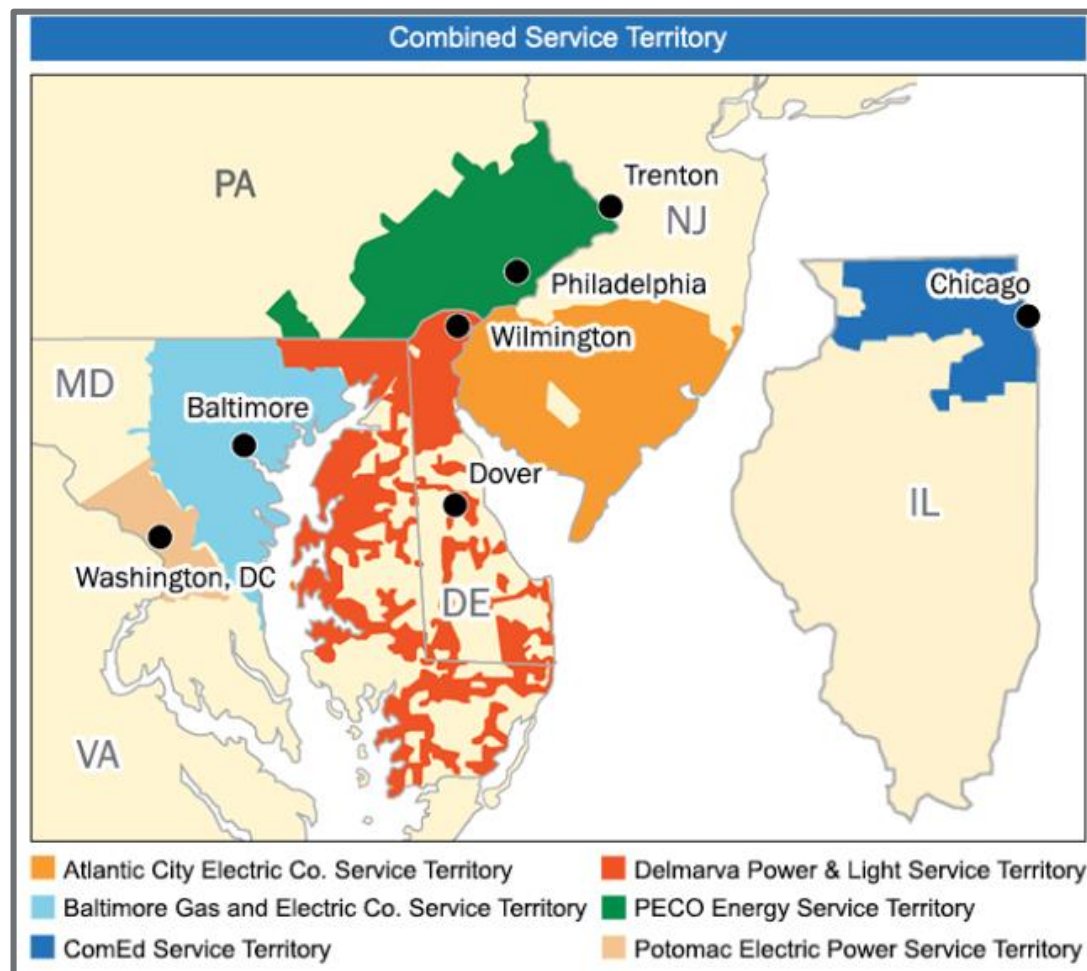 Combined Service Territory
PA
Trenton
NJ
Philadelphia
Chicago
Wilmington
MD
Baltimore
Dover
IL
Washington, DC
DE
VA
Atlantic City Electric Co. Service Territory
Delmarva Power & Light Service Territory
Baltimore Gas and Electric Co. Service Territory
PECO Energy Service Territory
ComEd Service Territory
Potomac Electric Power Service Territory